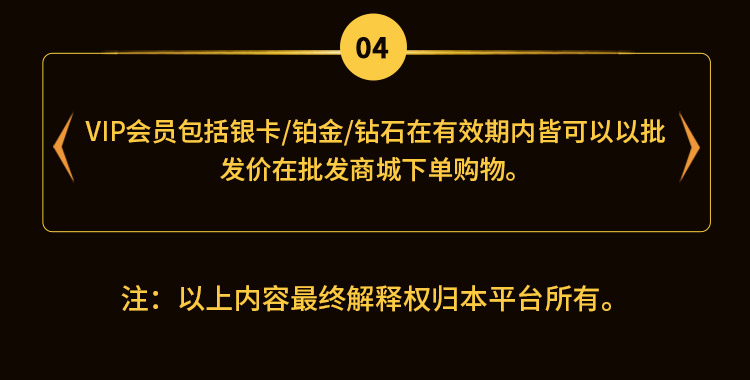 04
VIP会员包括银卡/铂金/钻石在有效期内皆可以以批
发价在批发商城下单购物。
注：以上内容最终解释权归本平台所有。